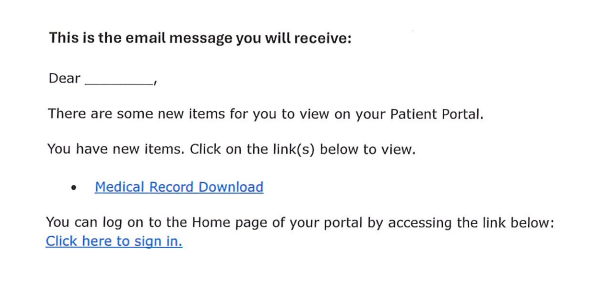 This is the email message you will receive:
Dear _________,
There are some new items for you to view on your Patient Portal.
You have new items. Click on the link(s) below to view.
• Medical Record Download
You can log on to the Home page of your portal by accessing the link below:
Click here to sign in.